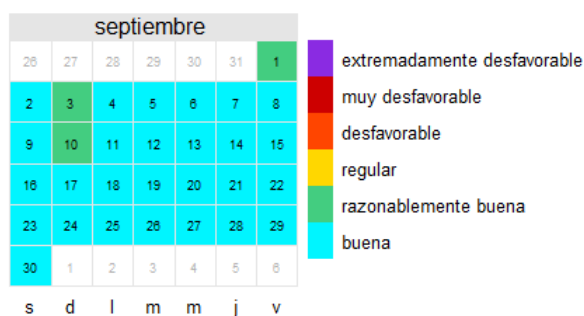 septiembre
26 27 28 29 30 31 1
2 3 4 5 6 7 8
9 10 11 12 13 14 15
16 17 18 19 20 21 22
23 24 25 26 27 28 29
30 1 2 3 4 5 6
s d l m m j v
extremadamente desfavorable
muy desfavorable
desfavorable
regular
razonablemente buena
buena